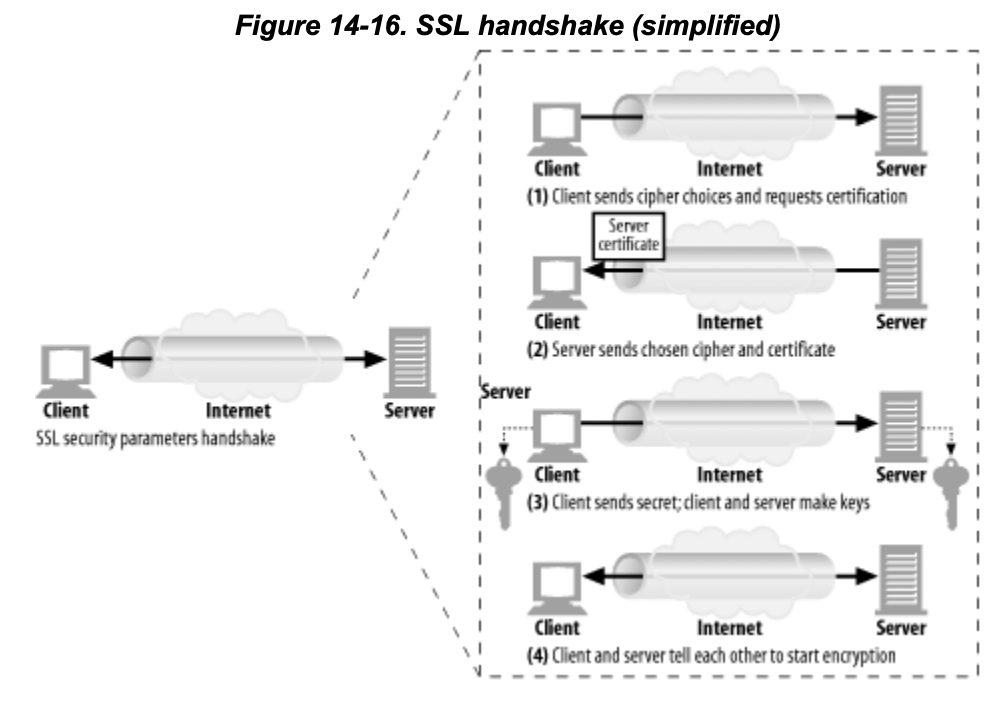 Figure 14-16. SSL handshake (simplified)
Client
Internet
Server
SSL security parameters handshake
Client
Internet
Server
(1) Client sends cipher choices and requests certification
Server
certificate
Client
Internet
Server
(2) Server sends chosen cipher and certificate
Server
Client
Internet
Server
(3) Client sends secret; client and server make keys
Client
Internet
Server
(4) Client and server tell each other to start encryption